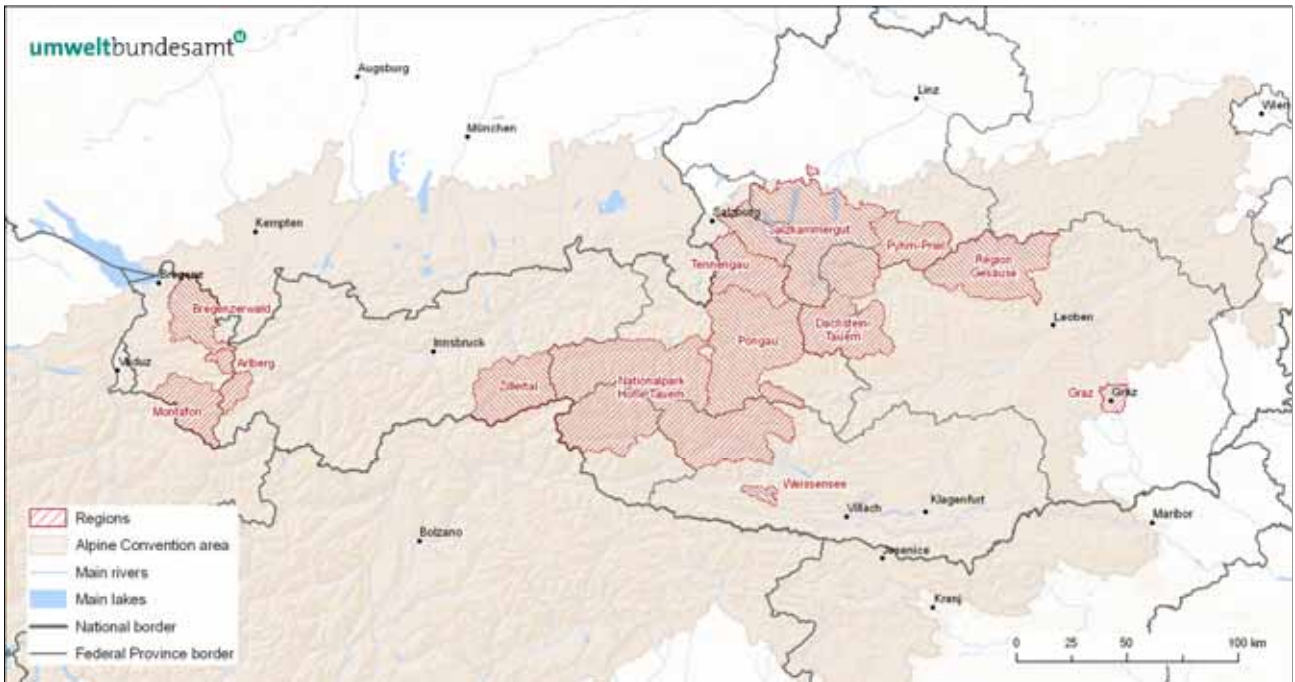 umweltbundesamt
Augsburg
München
Linz
Wien
Kempten
Salzburg
Salzkammergut
Pyhrn-Priel
Region
Gesäuse
Tennengau
Bregenz
Bregenzerwald
Innsbruck
Pongau
Dachstein-
Tauern
Leoben
Vaduz
Arlberg
Zillertal
Nationalpark
Hohe Tauern
Graz
Graz
Montafon
Weissensee
Villach
Klagenfurt
Maribor
Bolzano
Jesenice
Kranj
Regions
Alpine Convention area
Main rivers
Main lakes
National border
Federal Province border
0 25 50 100 km